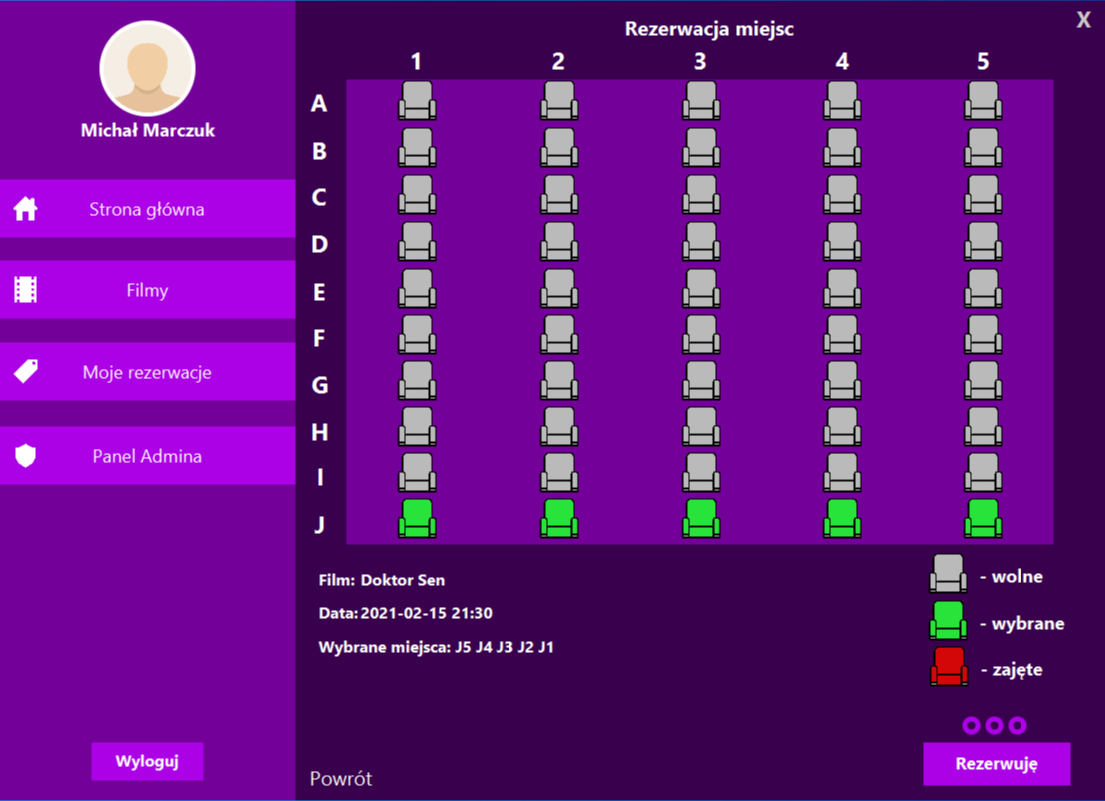 Michał Marczuk
Strona główna
Filmy
Moje rezerwacje
Panel Admina
Wyloguj
X
Rezerwacja miejsc
1 2 3 4 5
A
B
C
D
E
F
G
H
I
J
Film: Doktor Sen
Data: 2021-02-15 21:30
Wybrane miejsca: J5 J4 J3 J2 J1
- wolne
- wybrane
- zajęte
Powrót
Rezerwuję